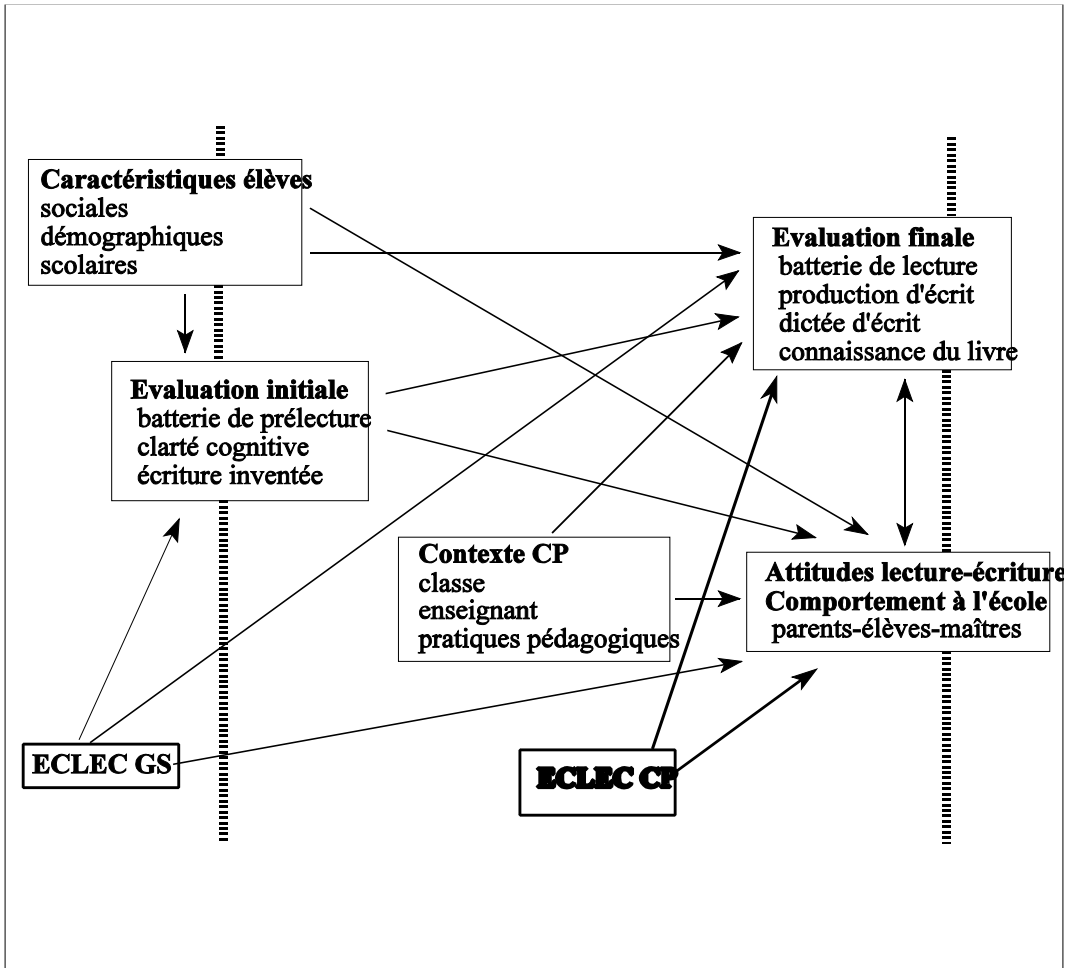 Caractéristiques élèves
sociales
démographiques
scolaires
Evaluation finale
batterie de lecture
production d'écrit
dictée d'écrit
connaissance du livre
Evaluation initiale
batterie de prélecture
clarté cognitive
écriture inventée
Contexte CP
classe
enseignant
pratiques pédagogiques
Attitudes lecture-écriture
Comportement à l'école
parents-élèves-maîtres
ECLEC GS
ECLEC CP